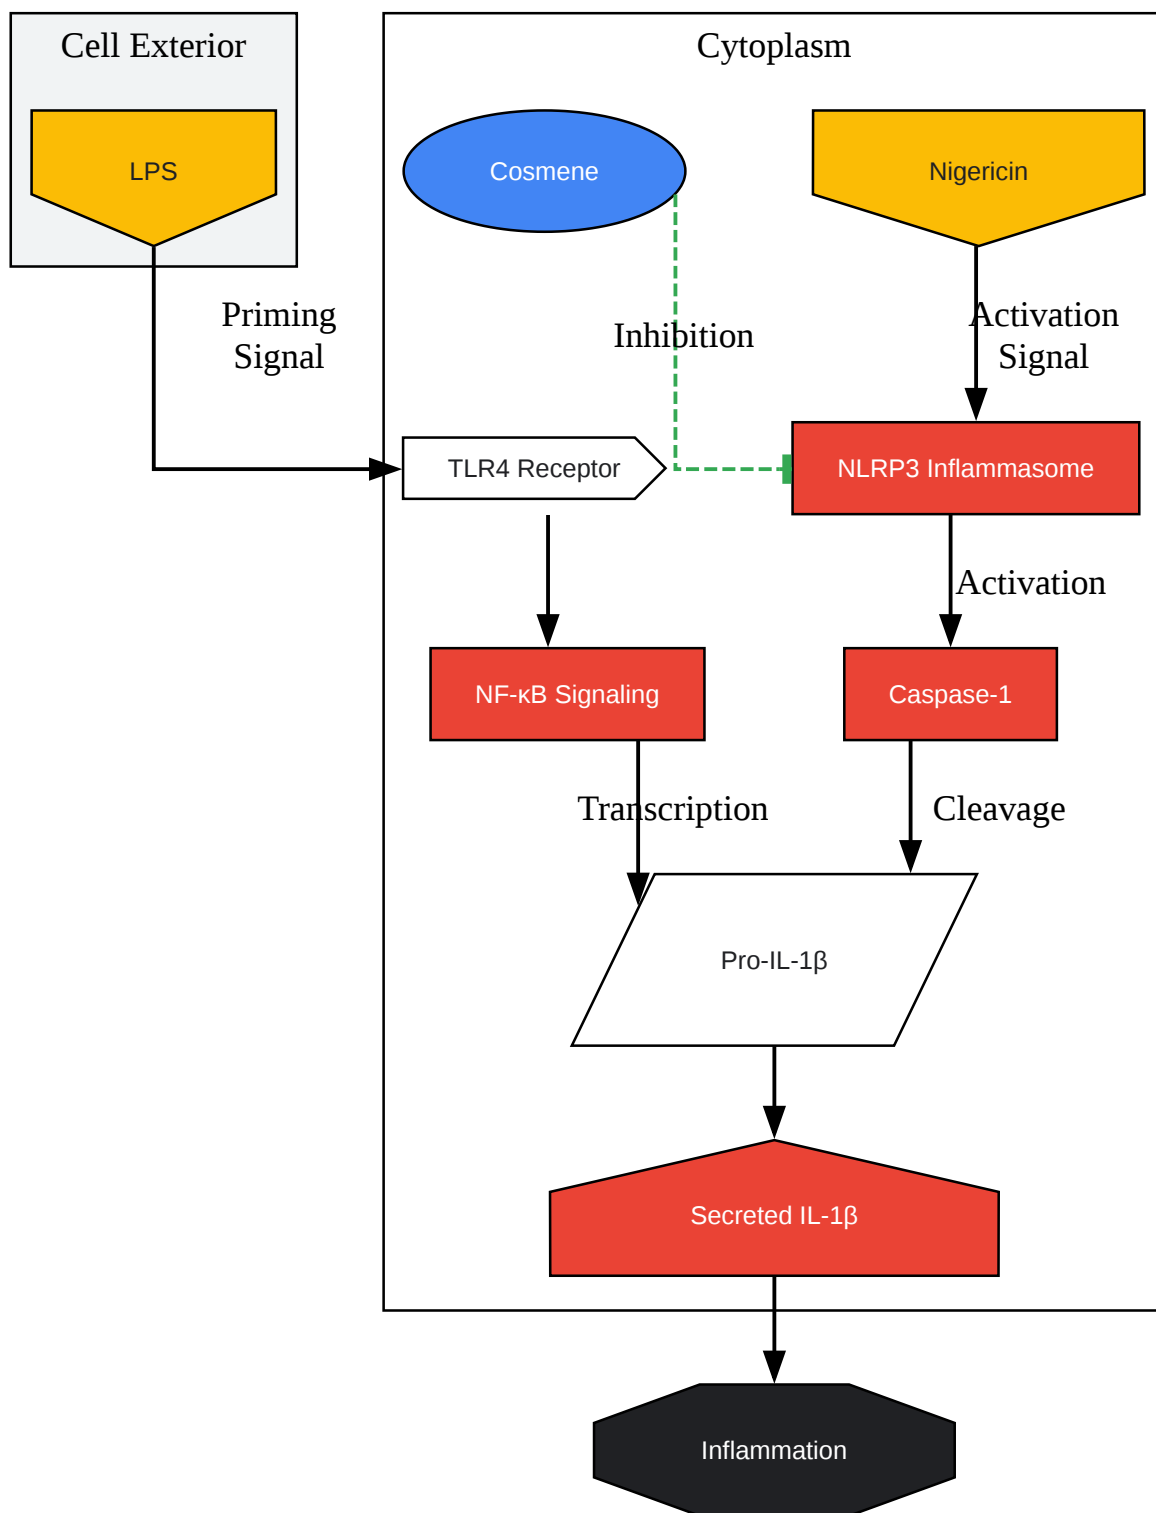 Cell Exterior
Cytoplasm
LPS
Cosmene
Nigericin
Priming
Signal
Inhibition
Activation
Signal
TLR4 Receptor
NLRP3 Inflammasome
Activation
NF-κB Signaling
Caspase-1
Transcription
Cleavage
Pro-IL-1β
Secreted IL-1β
Inflammation